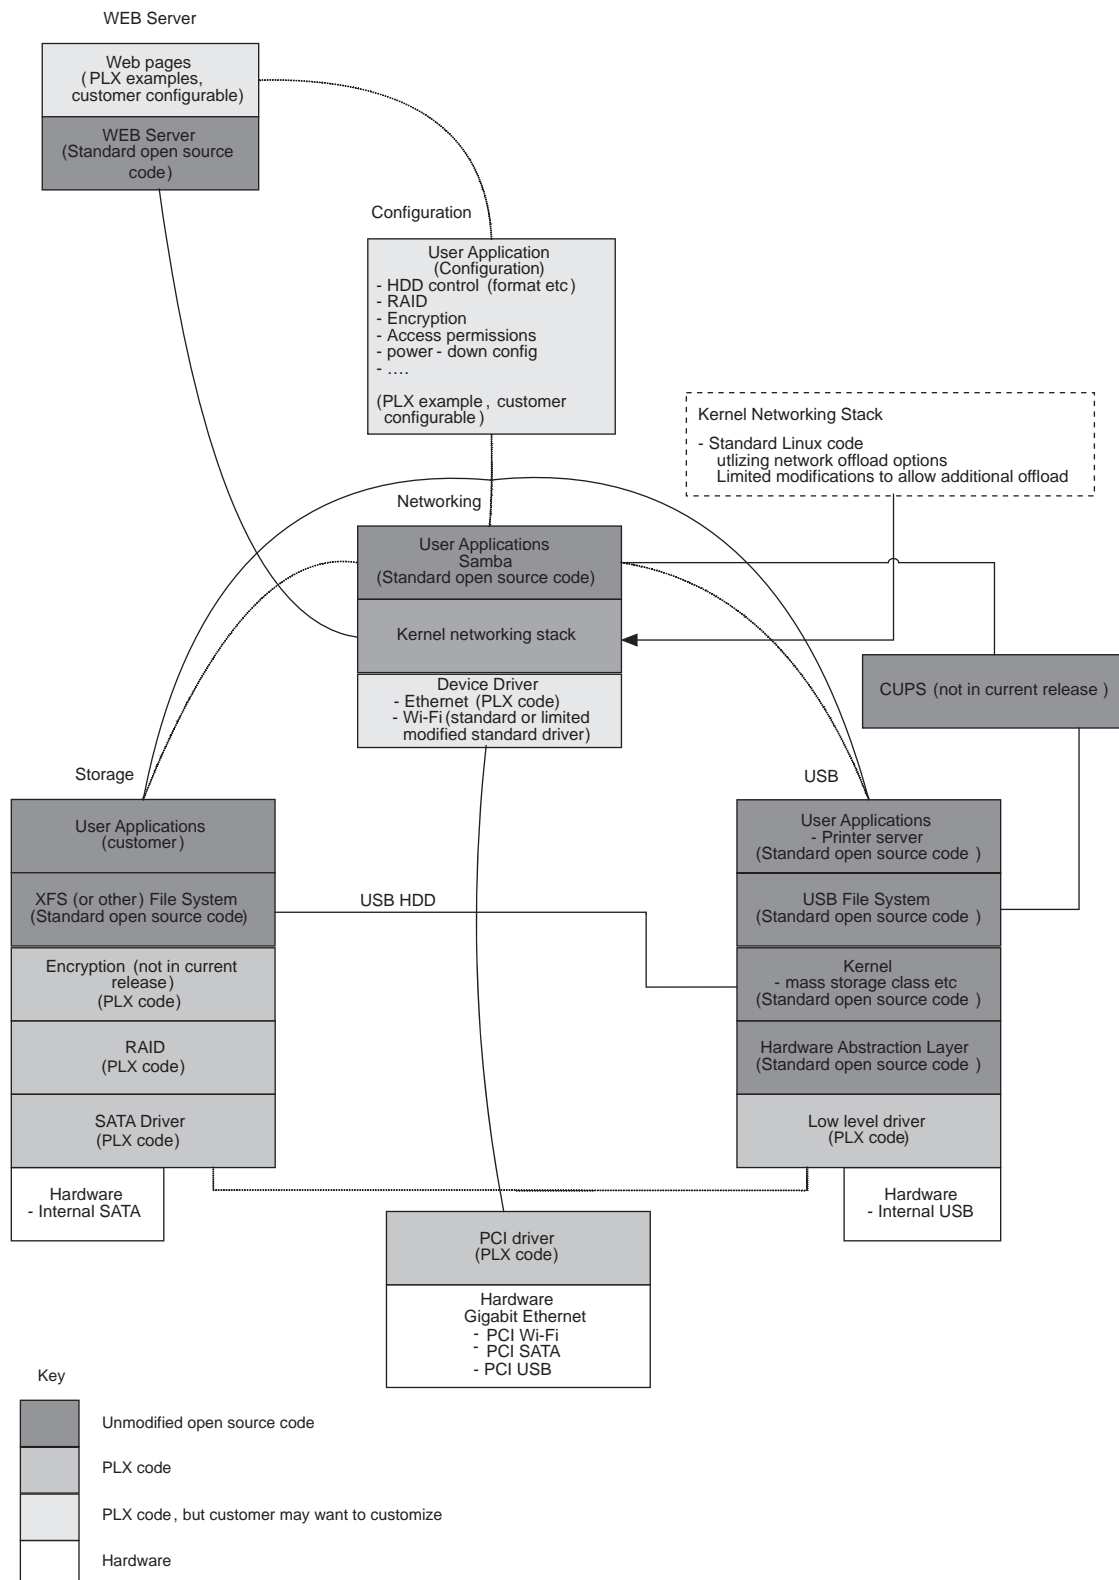 WEB Server
Web pages
(PLX examples,
customer configurable)
WEB Server
(Standard open source
code)
Configuration
User Application
(Configuration)
- HDD control (format etc)
- RAID
- Encryption
- Access permissions
- power - down config
- ....
(PLX example, customer
configurable)
Kernel Networking Stack
- Standard Linux code
utlizing network offload options
Limited modifications to allow additional offload
Networking
User Applications
Samba
(Standard open source code)
Kernel networking stack
Device Driver
- Ethernet (PLX code)
- Wi-Fi (standard or limited
modified standard driver)
CUPS (not in current release)
Storage
User Applications
(customer)
XFS (or other) File System
(Standard open source code)
Encryption (not in current
release)
(PLX code)
RAID
(PLX code)
SATA Driver
(PLX code)
Hardware
- Internal SATA
USB HDD
USB
User Applications
- Printer server
(Standard open source code)
USB File System
(Standard open source code)
Kernel
- mass storage class etc
(Standard open source code)
Hardware Abstraction Layer
(Standard open source code)
Low level driver
(PLX code)
Hardware
- Internal USB
PCI driver
(PLX code)
Hardware
Gigabit Ethernet
- PCI Wi-Fi
- PCI SATA
- PCI USB
Key
Unmodified open source code
PLX code
PLX code, but customer may want to customize
Hardware